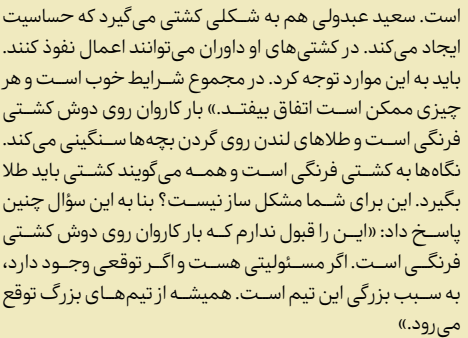 است. سعید عبدولی هم به شکلی کشتی می‌گیرد که حساسیت
ایجاد می‌کند. در کشتی‌های او داوران می‌توانند اعمال نفوذ کنند.
باید به این موارد توجه کرد. در مجموع شرایط خوب است و هر
چیزی ممکن است اتفاق بیفتد.» بار کاروان روی دوش کشتی
فرنگی است و طلاهای لندن روی گردن بچه‌ها سنگینی می‌کند.
نگاه‌ها به کشتی فرنگی است و همه می‌گویند کشتی باید طلا
بگیرد. این برای شما مشکل ساز نیست؟ بنا به این سؤال چنین
پاسخ داد: «این را قبول ندارم که بار کاروان روی دوش کشتی
فرنگی است. اگر مسئولیتی هست و اگر توقعی وجود دارد،
به سبب بزرگی این تیم است. همیشه از تیم‌های بزرگ توقع
می‌رود.»